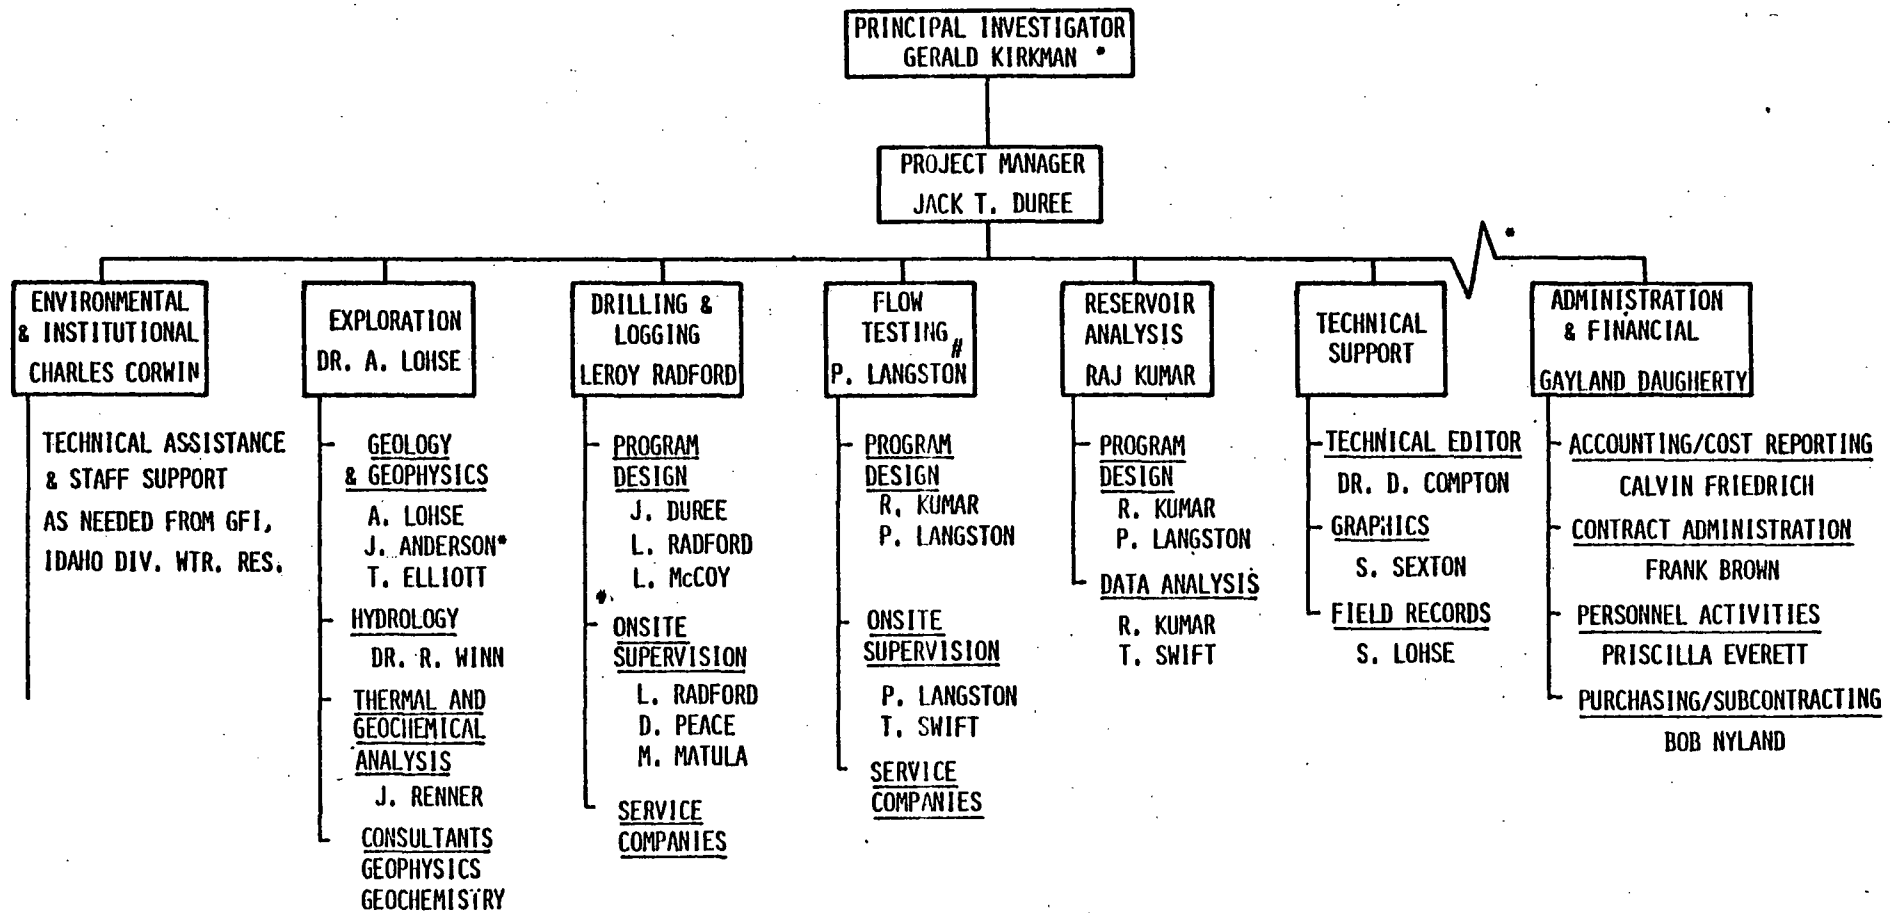 PRINCIPAL INVESTIGATOR
GERALD KIRKMAN *
PROJECT MANAGER
JACK T. DUREE
*
ENVIRONMENTAL
& INSTITUTIONAL
CHARLES CORWIN
TECHNICAL ASSISTANCE
& STAFF SUPPORT
AS NEEDED FROM GFI,
IDAHO DIV. WTR. RES.
EXPLORATION
DR. A. LOHSE
GEOLOGY
& GEOPHYSICS
A. LOHSE
J. ANDERSON*
T. ELLIOTT
HYDROLOGY
DR. R. WINN
THERMAL AND
GEOCHEMICAL
ANALYSIS
J. RENNER
CONSULTANTS
GEOPHYSICS
GEOCHEMISTRY
DRILLING &
LOGGING
LEROY RADFORD
PROGRAM
DESIGN
J. DUREE
L. RADFORD
L. McCOY
#
ONSITE
SUPERVISION
L. RADFORD
D. PEACE
M. MATULA
SERVICE
COMPANIES
FLOW
TESTING #
P. LANGSTON
PROGRAM
DESIGN
R. KUMAR
P. LANGSTON
ONSITE
SUPERVISION
P. LANGSTON
T. SWIFT
SERVICE
COMPANIES
RESERVOIR
ANALYSIS
RAJ KUMAR
PROGRAM
DESIGN
R. KUMAR
P. LANGSTON
DATA ANALYSIS
R. KUMAR
T. SWIFT
TECHNICAL
SUPPORT
TECHNICAL EDITOR
DR. D. COMPTON
GRAPHICS
S. SEXTON
FIELD RECORDS
S. LOHSE
ADMINISTRATION
& FINANCIAL
GAYLAND DAUGHERTY
ACCOUNTING/COST REPORTING
CALVIN FRIEDRICH
CONTRACT ADMINISTRATION
FRANK BROWN
PERSONNEL ACTIVITIES
PRISCILLA EVERETT
PURCHASING/SUBCONTRACTING
BOB NYLAND